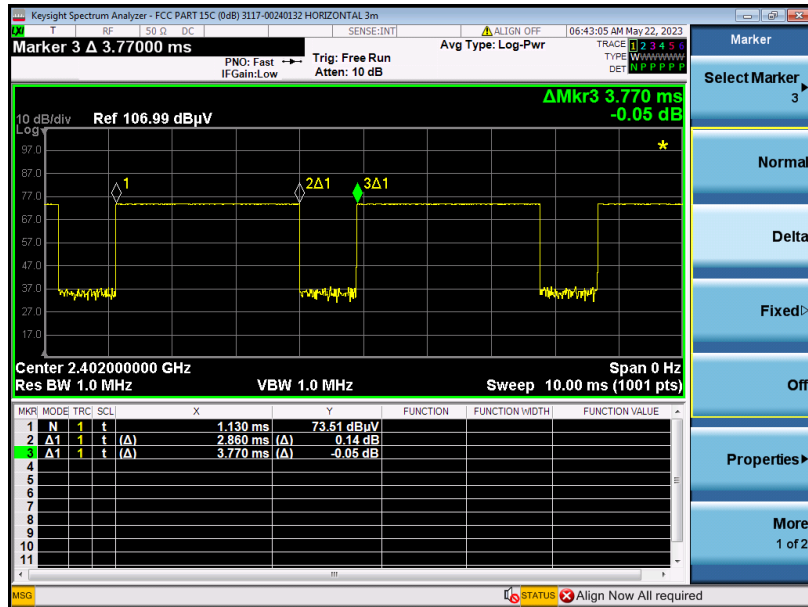 Keysight Spectrum Analyzer - FCC PART 15C (0dB) 3117-00240132 HORIZONTAL 3m
LXI T RF 50 Ω DC SENSE:INT ALIGN OFF 06:43:05 AM May 22, 2023
Marker 3 Δ 3.77000 ms
PNO: Fast
IFGain:Low
Trig: Free Run
Atten: 10 dB
Avg Type: Log-Pwr
TRACE 1 2 3 4 5 6
TYPE WWWWWW
DET N P P P P P
ΔMkr3 3.770 ms
-0.05 dB
10 dB/div Ref 106.99 dBµV
Log
97.0
87.0
77.0
67.0
57.0
47.0
37.0
27.0
17.0
1
2Δ1
3Δ1
*
Center 2.402000000 GHz Span 0 Hz
Res BW 1.0 MHz VBW 1.0 MHz Sweep 10.00 ms (1001 pts)
MKR MODE TRC SCL X Y FUNCTION FUNCTION WIDTH FUNCTION VALUE
1 N 1 t 1.130 ms 73.51 dBµV
2 Δ1 1 t (Δ) 2.860 ms (Δ) 0.14 dB
3 Δ1 1 t (Δ) 3.770 ms (Δ) -0.05 dB
4
5
6
7
8
9
10
11
MSG STATUS Align Now All required
Marker
Select Marker
3
Normal
Delta
Fixed
Off
Properties
More
1 of 2